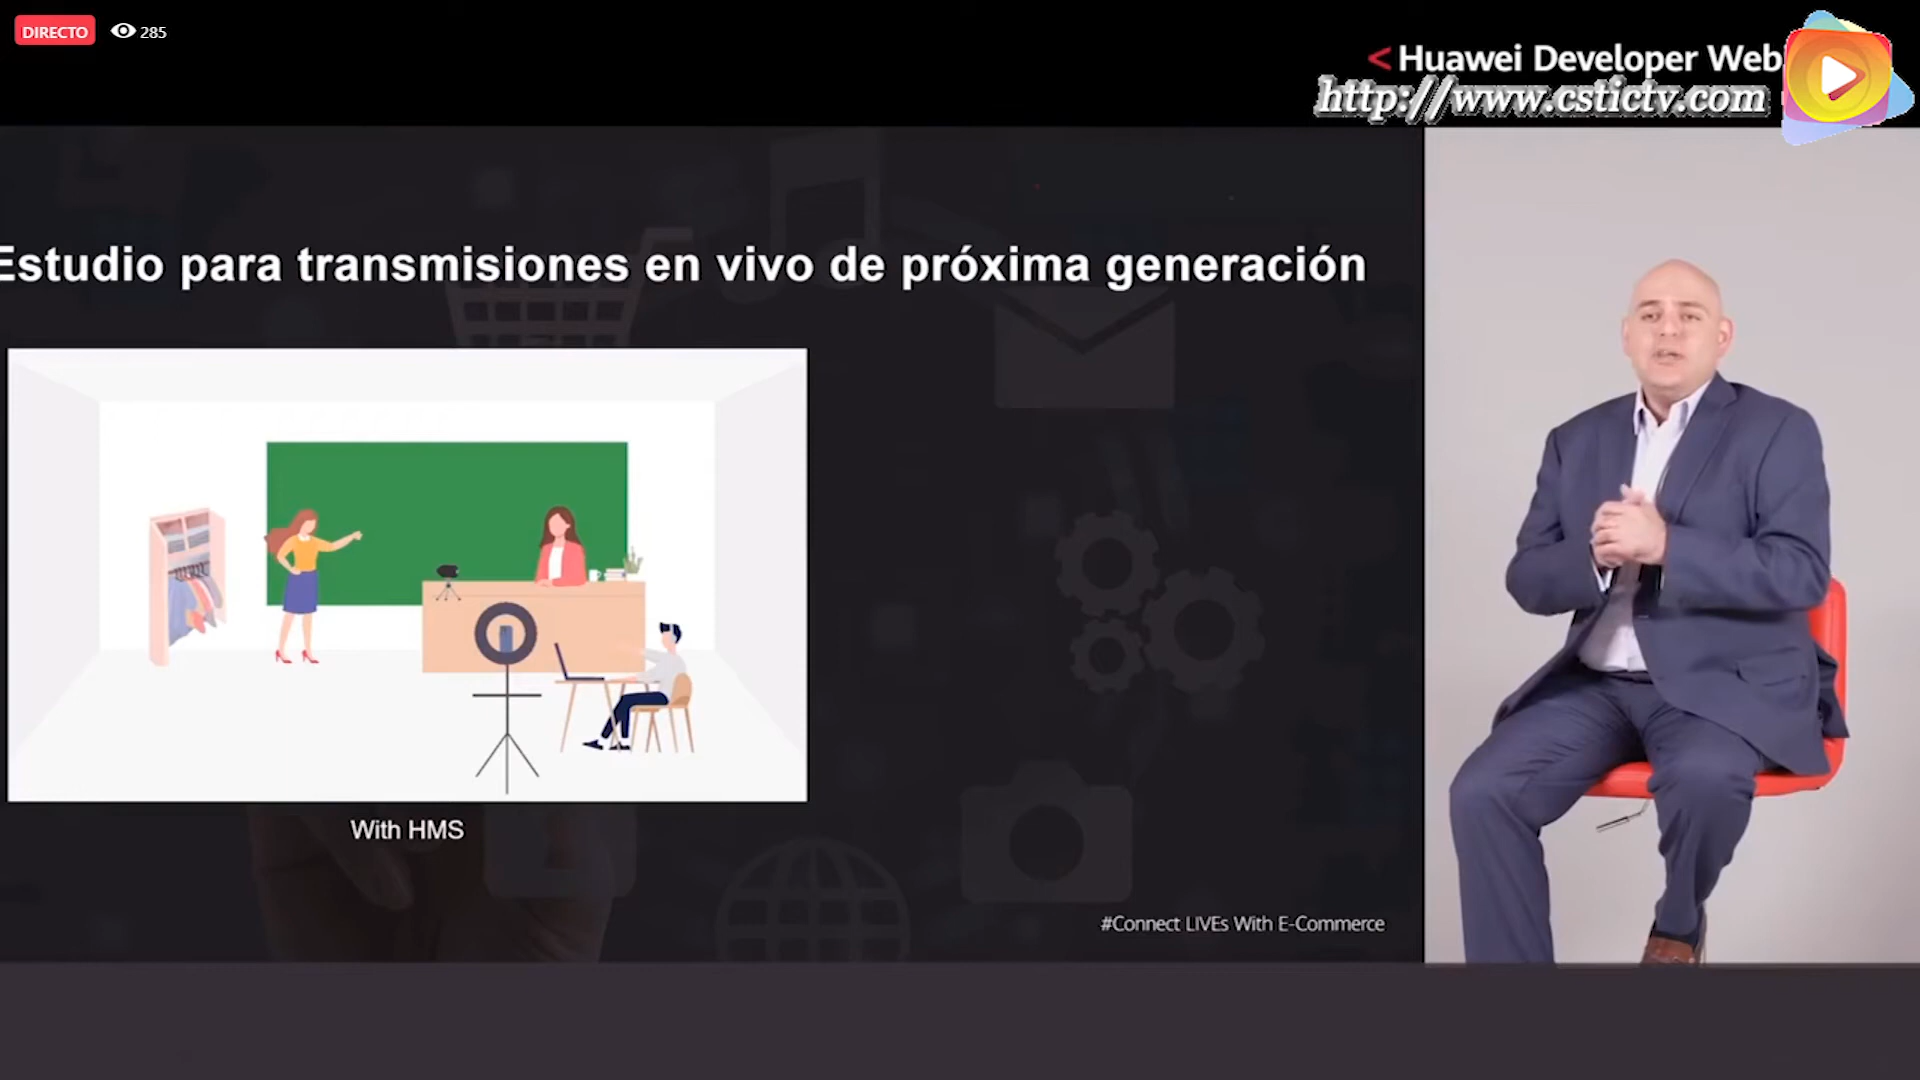 DIRECTO 285
< Huawei Developer Web
http://www.cstictv.com
Estudio para transmisiones en vivo de próxima generación
With HMS
#Connect LIVEs With E-Commerce